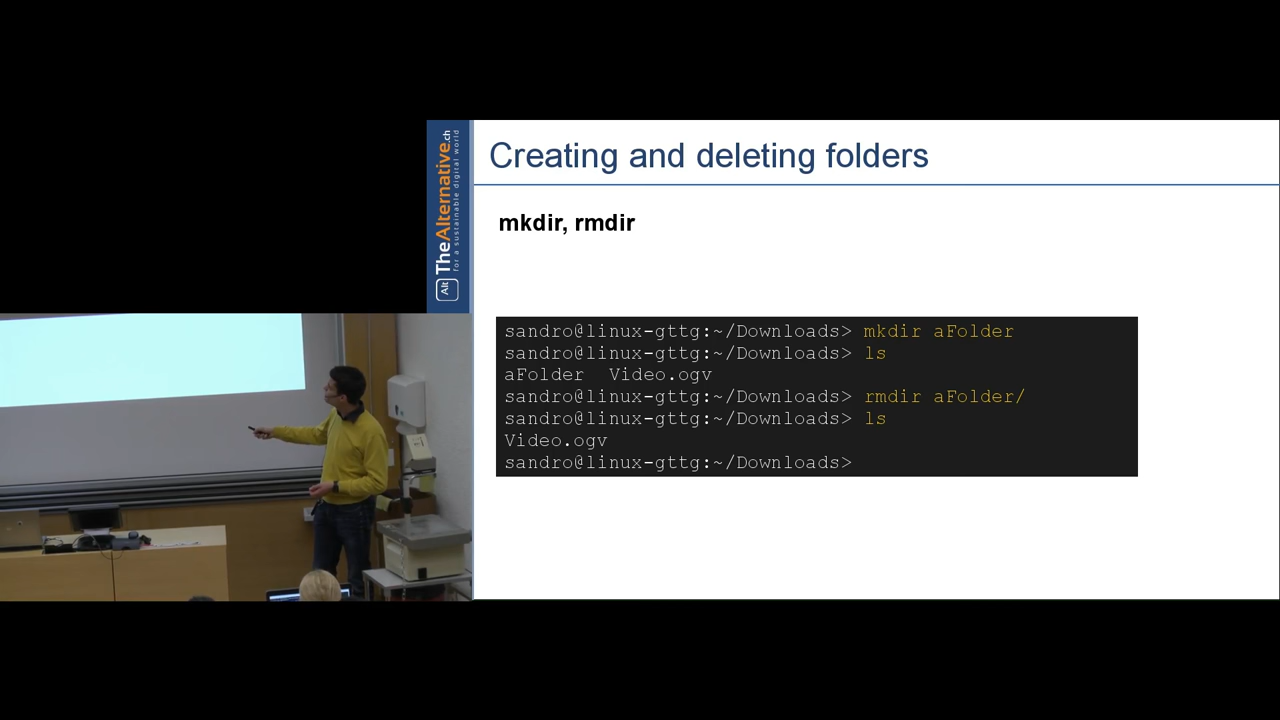 Alt TheAlternative.ch
for a sustainable digital world
Creating and deleting folders
mkdir, rmdir
sandro@linux-gttg:~/Downloads> mkdir aFolder
sandro@linux-gttg:~/Downloads> ls
aFolder  Video.ogv
sandro@linux-gttg:~/Downloads> rmdir aFolder/
sandro@linux-gttg:~/Downloads> ls
Video.ogv
sandro@linux-gttg:~/Downloads>